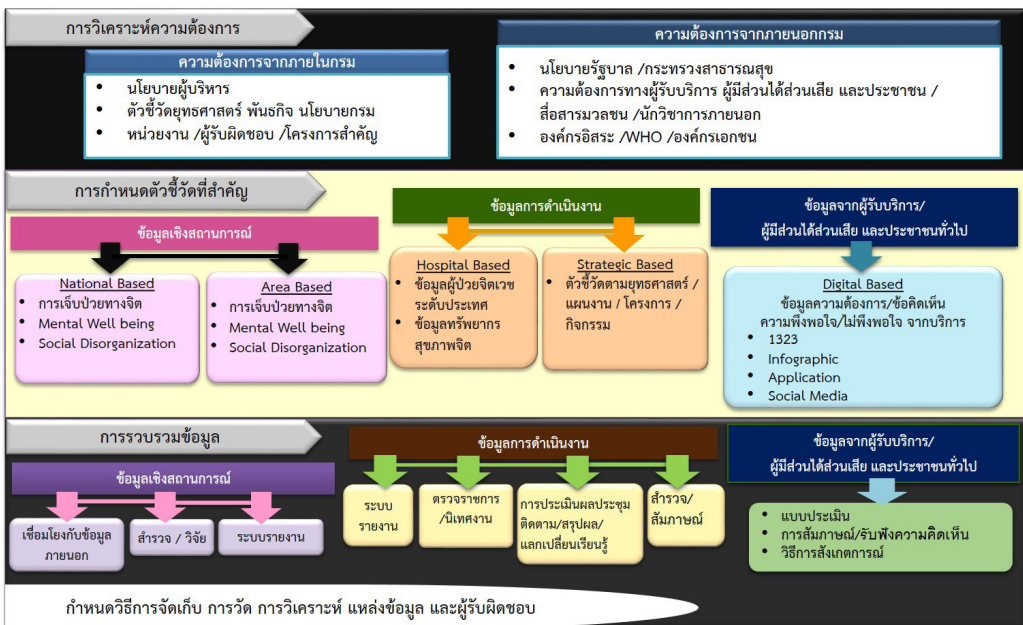 การวิเคราะห์ความต้องการ
ความต้องการจากภายในกรม
• นโยบายผู้บริหาร
• ตัวชี้วัดยุทธศาสตร์ พันธกิจ นโยบายกรม
• หน่วยงาน /ผู้รับผิดชอบ /โครงการสำคัญ
ความต้องการจากภายนอกกรม
• นโยบายรัฐบาล /กระทรวงสาธารณสุข
• ความต้องการทางผู้รับบริการ ผู้มีส่วนได้ส่วนเสีย และประชาชน /
สื่อสารมวลชน /นักวิชาการภายนอก
• องค์กรอิสระ /WHO /องค์กรเอกชน
การกำหนดตัวชี้วัดที่สำคัญ
ข้อมูลเชิงสถานการณ์
National Based
• การเจ็บป่วยทางจิต
• Mental Well being
• Social Disorganization
Area Based
• การเจ็บป่วยทางจิต
• Mental Well being
• Social Disorganization
ข้อมูลการดำเนินงาน
Hospital Based
• ข้อมูลผู้ป่วยจิตเวช
ระดับประเทศ
• ข้อมูลทรัพยากร
สุขภาพจิต
Strategic Based
• ตัวชี้วัดตามยุทธศาสตร์ /
แผนงาน / โครงการ /
กิจกรรม
ข้อมูลจากผู้รับบริการ/
ผู้มีส่วนได้ส่วนเสีย และประชาชนทั่วไป
Digital Based
ข้อมูลความต้องการ/ข้อคิดเห็น
ความพึงพอใจ/ไม่พึงพอใจ จากบริการ
• 1323
• Infographic
• Application
• Social Media
การรวบรวมข้อมูล
ข้อมูลเชิงสถานการณ์
เชื่อมโยงกับข้อมูล
ภายนอก
สำรวจ / วิจัย
ระบบรายงาน
ข้อมูลการดำเนินงาน
ระบบ
รายงาน
ตรวจราชการ
/นิเทศงาน
การประเมินผลประชุม
ติดตาม/สรุปผล/
แลกเปลี่ยนเรียนรู้
สำรวจ/
สัมภาษณ์
ข้อมูลจากผู้รับบริการ/
ผู้มีส่วนได้ส่วนเสีย และประชาชนทั่วไป
• แบบประเมิน
• การสัมภาษณ์/รับฟังความคิดเห็น
• วิธีการสังเกตการณ์
กำหนดวิธีการจัดเก็บ การวัด การวิเคราะห์ แหล่งข้อมูล และผู้รับผิดชอบ